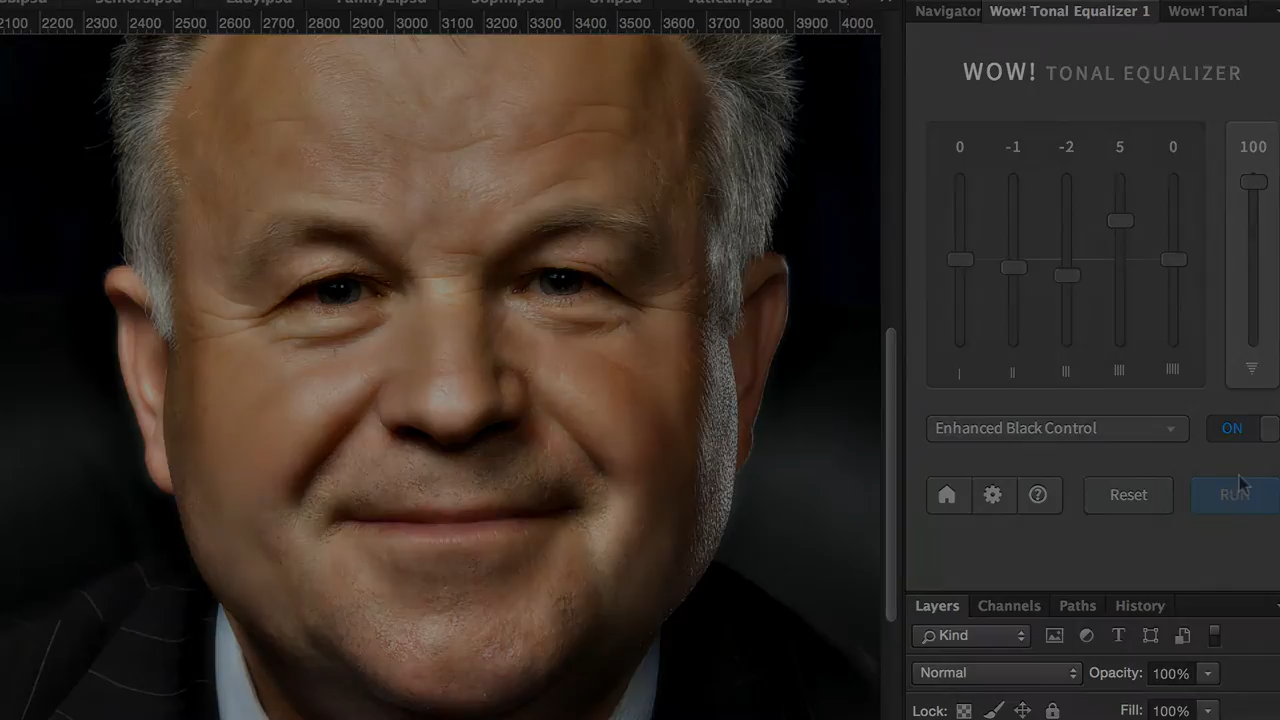 Navigator Wow! Tonal Equalizer 1 Wow! Tonal
2100 2200 2300 2400 2500 2600 2700 2800 2900 3000 3100 3200 3300 3400 3500 3600 3700 3800 3900 4000
WOW! TONAL EQUALIZER
0 -1 -2 5 0 100
Enhanced Black Control ON
Reset RUN
Layers Channels Paths History
Kind
Normal Opacity: 100%
Lock: Fill: 100%